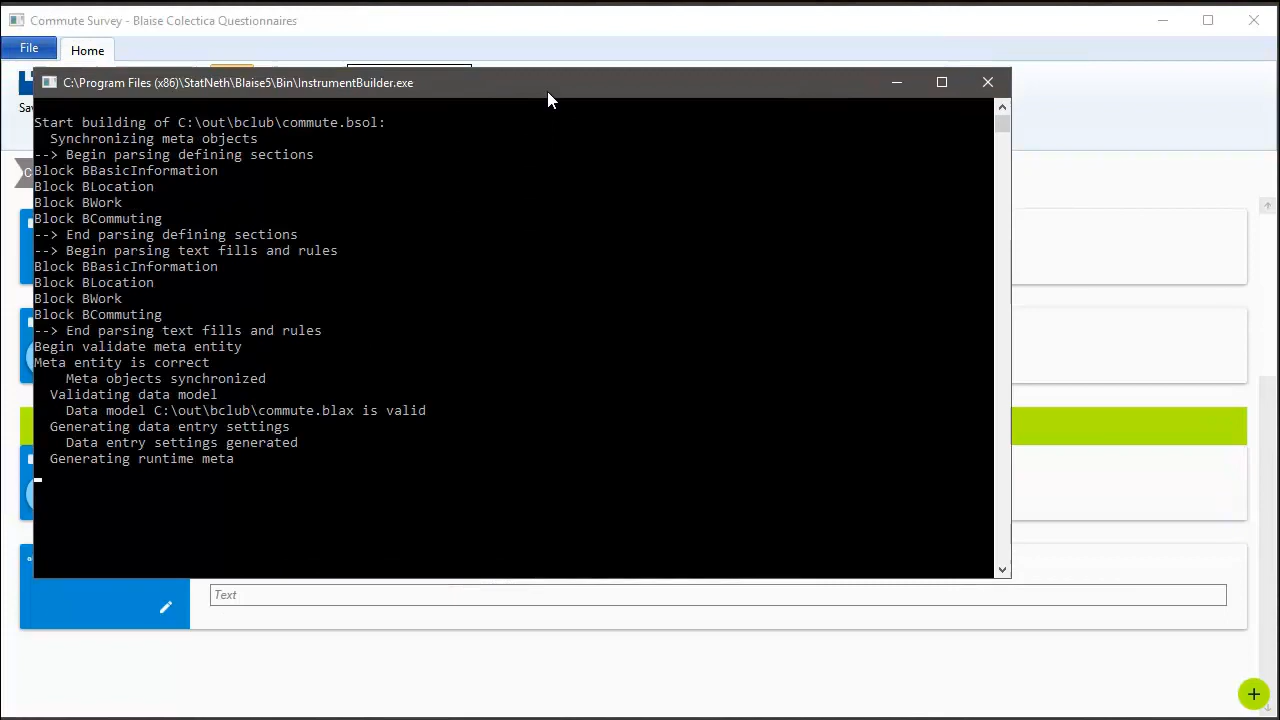 Commute Survey - Blaise Colectica Questionnaires
File
Home
C:\Program Files (x86)\StatNeth\Blaise5\Bin\InstrumentBuilder.exe
Start building of C:\out\bclub\commute.bsol:
Synchronizing meta objects
--> Begin parsing defining sections
Block BBasicInformation
Block BLocation
Block BWork
Block BCommuting
--> End parsing defining sections
--> Begin parsing text fills and rules
Block BBasicInformation
Block BLocation
Block BWork
Block BCommuting
--> End parsing text fills and rules
Begin validate meta entity
Meta entity is correct
Meta objects synchronized
Validating data model
Data model C:\out\bclub\commute.blax is valid
Generating data entry settings
Data entry settings generated
Generating runtime meta
Text